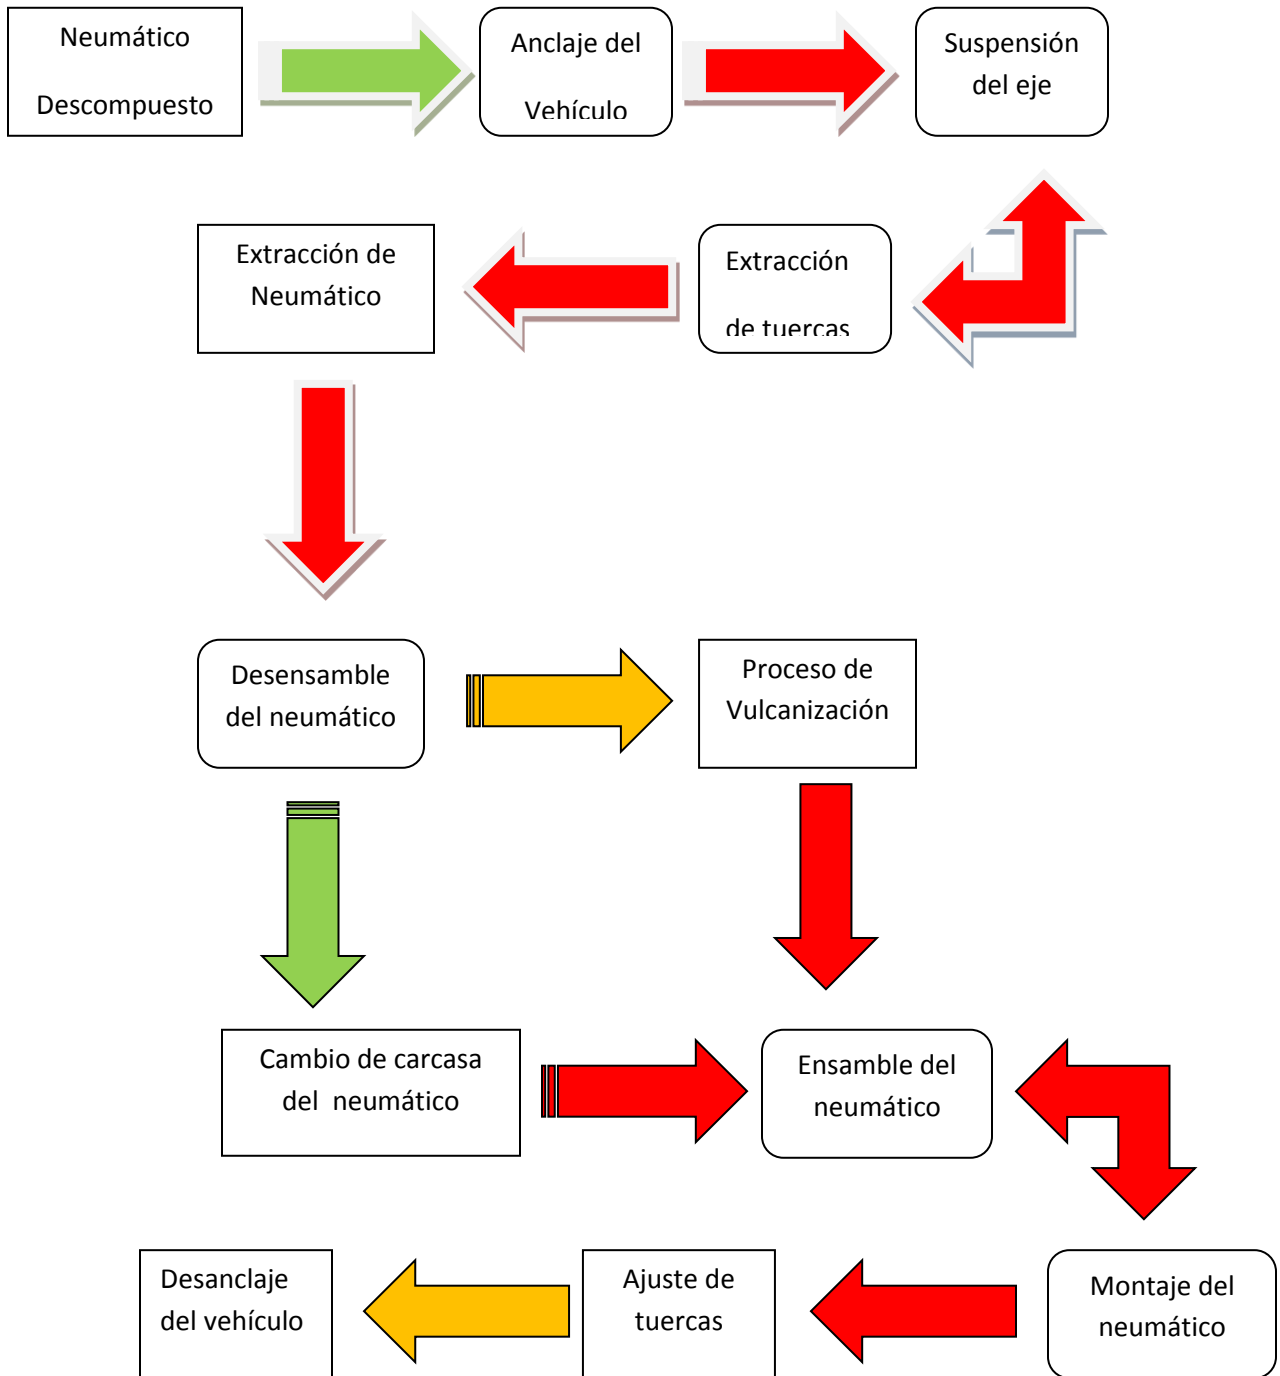 Neumático
Descompuesto
Anclaje del
Vehículo
Suspensión
del eje
Extracción de
Neumático
Extracción
de tuercas
Desensamble
del neumático
Proceso de
Vulcanización
Cambio de carcasa
del neumático
Ensamble del
neumático
Desanclaje
del vehículo
Ajuste de
tuercas
Montaje del
neumático